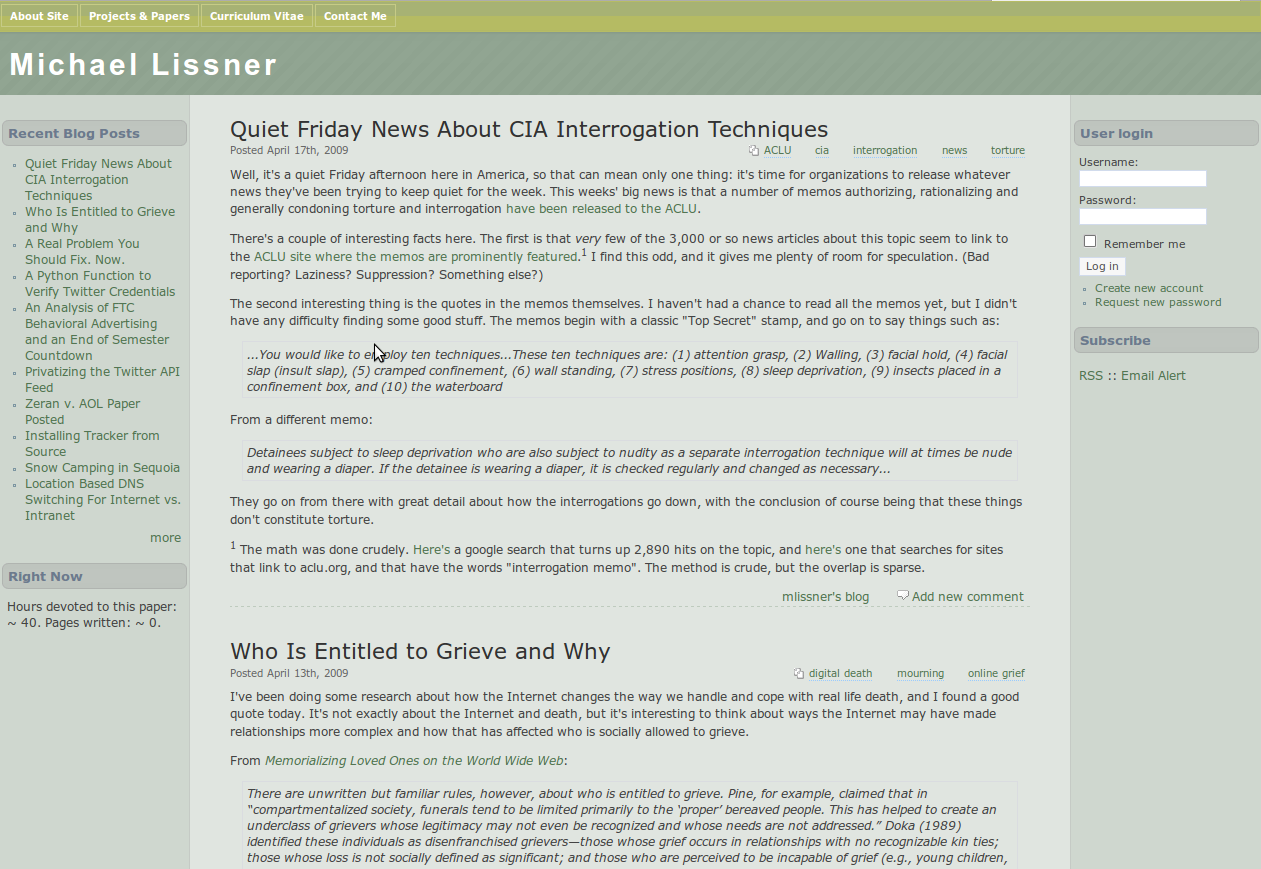 About Site
Projects & Papers
Curriculum Vitae
Contact Me
Michael Lissner
Recent Blog Posts
Quiet Friday News About
CIA Interrogation
Techniques
Who Is Entitled to Grieve
and Why
A Real Problem You
Should Fix. Now.
A Python Function to
Verify Twitter Credentials
An Analysis of FTC
Behavioral Advertising
and an End of Semester
Countdown
Privatizing the Twitter API
Feed
Zeran v. AOL Paper
Posted
Installing Tracker from
Source
Snow Camping in Sequoia
Location Based DNS
Switching For Internet vs.
Intranet
more
Right Now
Hours devoted to this paper:
~ 40. Pages written: ~ 0.
Quiet Friday News About CIA Interrogation Techniques
Posted April 17th, 2009
ACLU cia interrogation news torture
Well, it's a quiet Friday afternoon here in America, so that can mean only one thing: it's time for organizations to release whatever
news they've been trying to keep quiet for the week. This weeks' big news is that a number of memos authorizing, rationalizing and
generally condoning torture and interrogation have been released to the ACLU.
There's a couple of interesting facts here. The first is that very few of the 3,000 or so news articles about this topic seem to link to
the ACLU site where the memos are prominently featured.1 I find this odd, and it gives me plenty of room for speculation. (Bad
reporting? Laziness? Suppression? Something else?)
The second interesting thing is the quotes in the memos themselves. I haven't had a chance to read all the memos yet, but I didn't
have any difficulty finding some good stuff. The memos begin with a classic "Top Secret" stamp, and go on to say things such as:
...You would like to employ ten techniques...These ten techniques are: (1) attention grasp, (2) Walling, (3) facial hold, (4) facial
slap (insult slap), (5) cramped confinement, (6) wall standing, (7) stress positions, (8) sleep deprivation, (9) insects placed in a
confinement box, and (10) the waterboard
From a different memo:
Detainees subject to sleep deprivation who are also subject to nudity as a separate interrogation technique will at times be nude
and wearing a diaper. If the detainee is wearing a diaper, it is checked regularly and changed as necessary...
They go on from there with great detail about how the interrogations go down, with the conclusion of course being that these things
don't constitute torture.
1 The math was done crudely. Here's a google search that turns up 2,890 hits on the topic, and here's one that searches for sites
that link to aclu.org, and that have the words "interrogation memo". The method is crude, but the overlap is sparse.
mlissner's blog Add new comment
Who Is Entitled to Grieve and Why
Posted April 13th, 2009
digital death mourning online grief
I've been doing some research about how the Internet changes the way we handle and cope with real life death, and I found a good
quote today. It's not exactly about the Internet and death, but it's interesting to think about ways the Internet may have made
relationships more complex and how that has affected who is socially allowed to grieve.
From Memorializing Loved Ones on the World Wide Web:
There are unwritten but familiar rules, however, about who is entitled to grieve. Pine, for example, claimed that in
“compartmentalized society, funerals tend to be limited primarily to the ‘proper’ bereaved people. This has helped to create an
underclass of grievers whose legitimacy may not even be recognized and whose needs are not addressed.” Doka (1989)
identified these individuals as disenfranchised grievers—those whose grief occurs in relationships with no recognizable kin ties;
those whose loss is not socially defined as significant; and those who are perceived to be incapable of grief (e.g., young children,
User login
Username:
Password:
Remember me
Log in
Create new account
Request new password
Subscribe
RSS :: Email Alert